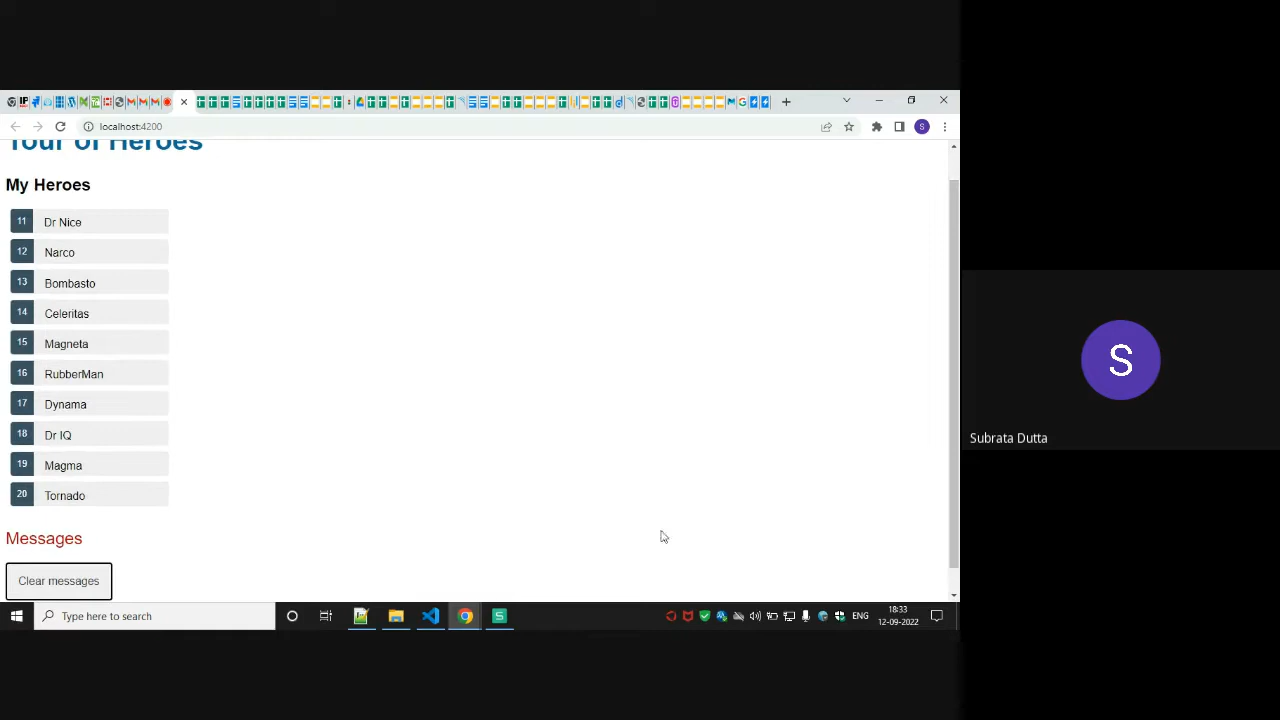 localhost:4200
S
Tour of Heroes
My Heroes
11 Dr Nice
12 Narco
13 Bombasto
14 Celeritas
15 Magneta
16 RubberMan
17 Dynama
18 Dr IQ
19 Magma
20 Tornado
Messages
Clear messages
S
Subrata Dutta
Type here to search
ENG
18:33
12-09-2022